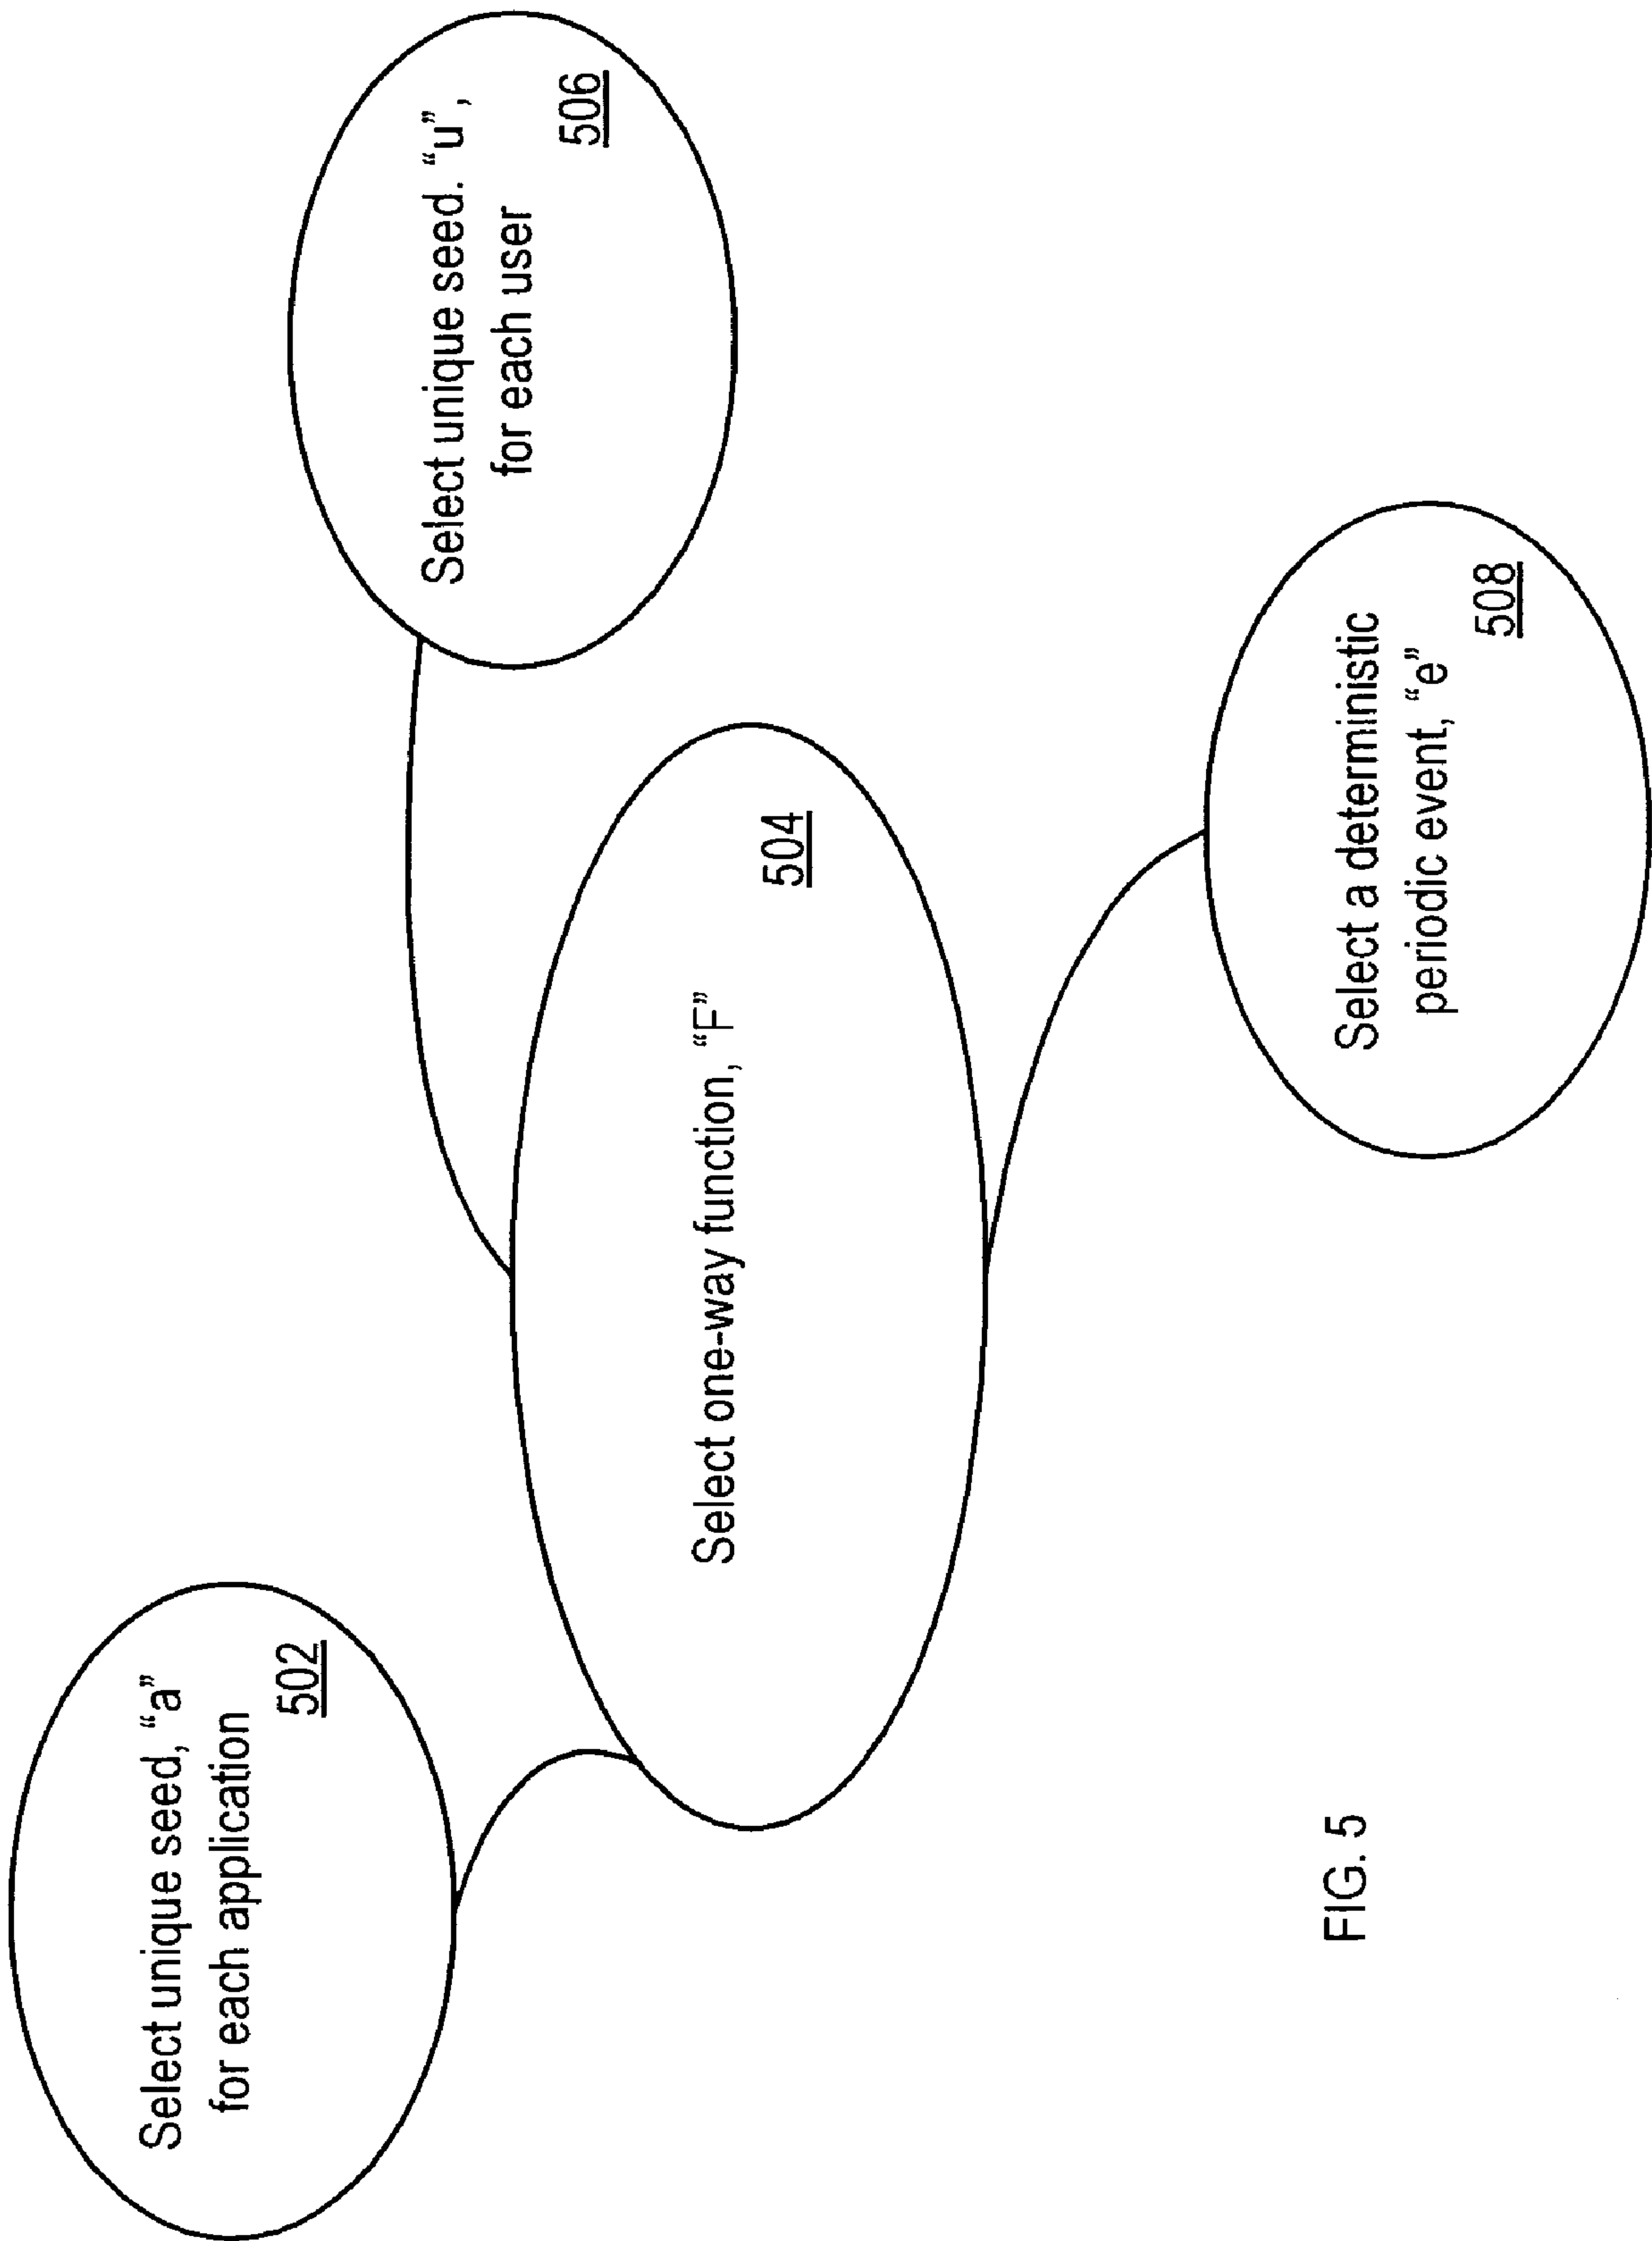 Select unique seed, “a”
for each application
502
Select one-way function, “F”
504
Select unique seed. “u”,
for each user
506
Select a deterministic
periodic event, “e”
508
FIG. 5